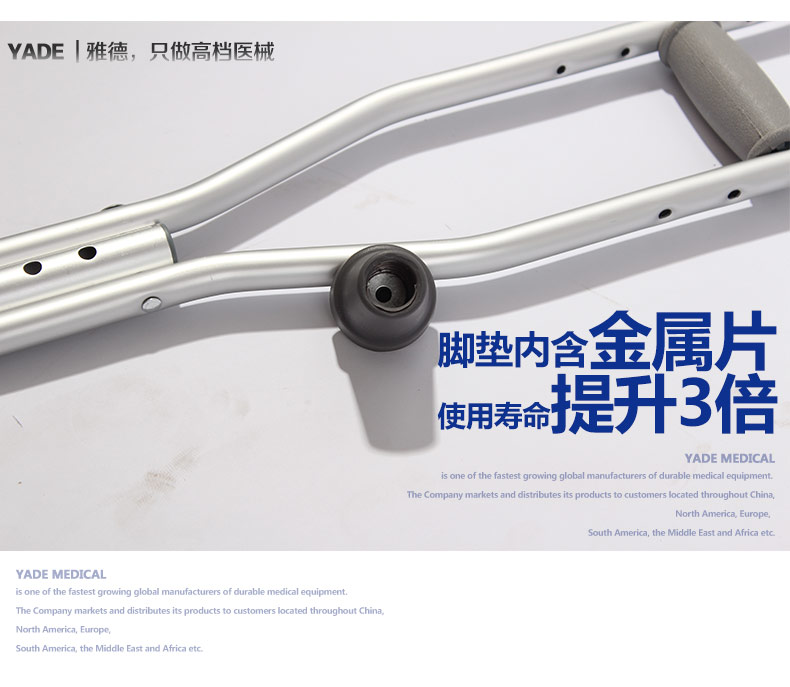 YADE | 雅德，只做高档医械
脚垫内含金属片
使用寿命提升3倍
YADE MEDICAL
is one of the fastest growing global manufacturers of durable medical equipment.
The Company markets and distributes its products to customers located throughout China,
North America, Europe,
South America, the Middle East and Africa etc.
YADE MEDICAL
is one of the fastest growing global manufacturers of durable medical equipment.
The Company markets and distributes its products to customers located throughout China,
North America, Europe,
South America, the Middle East and Africa etc.